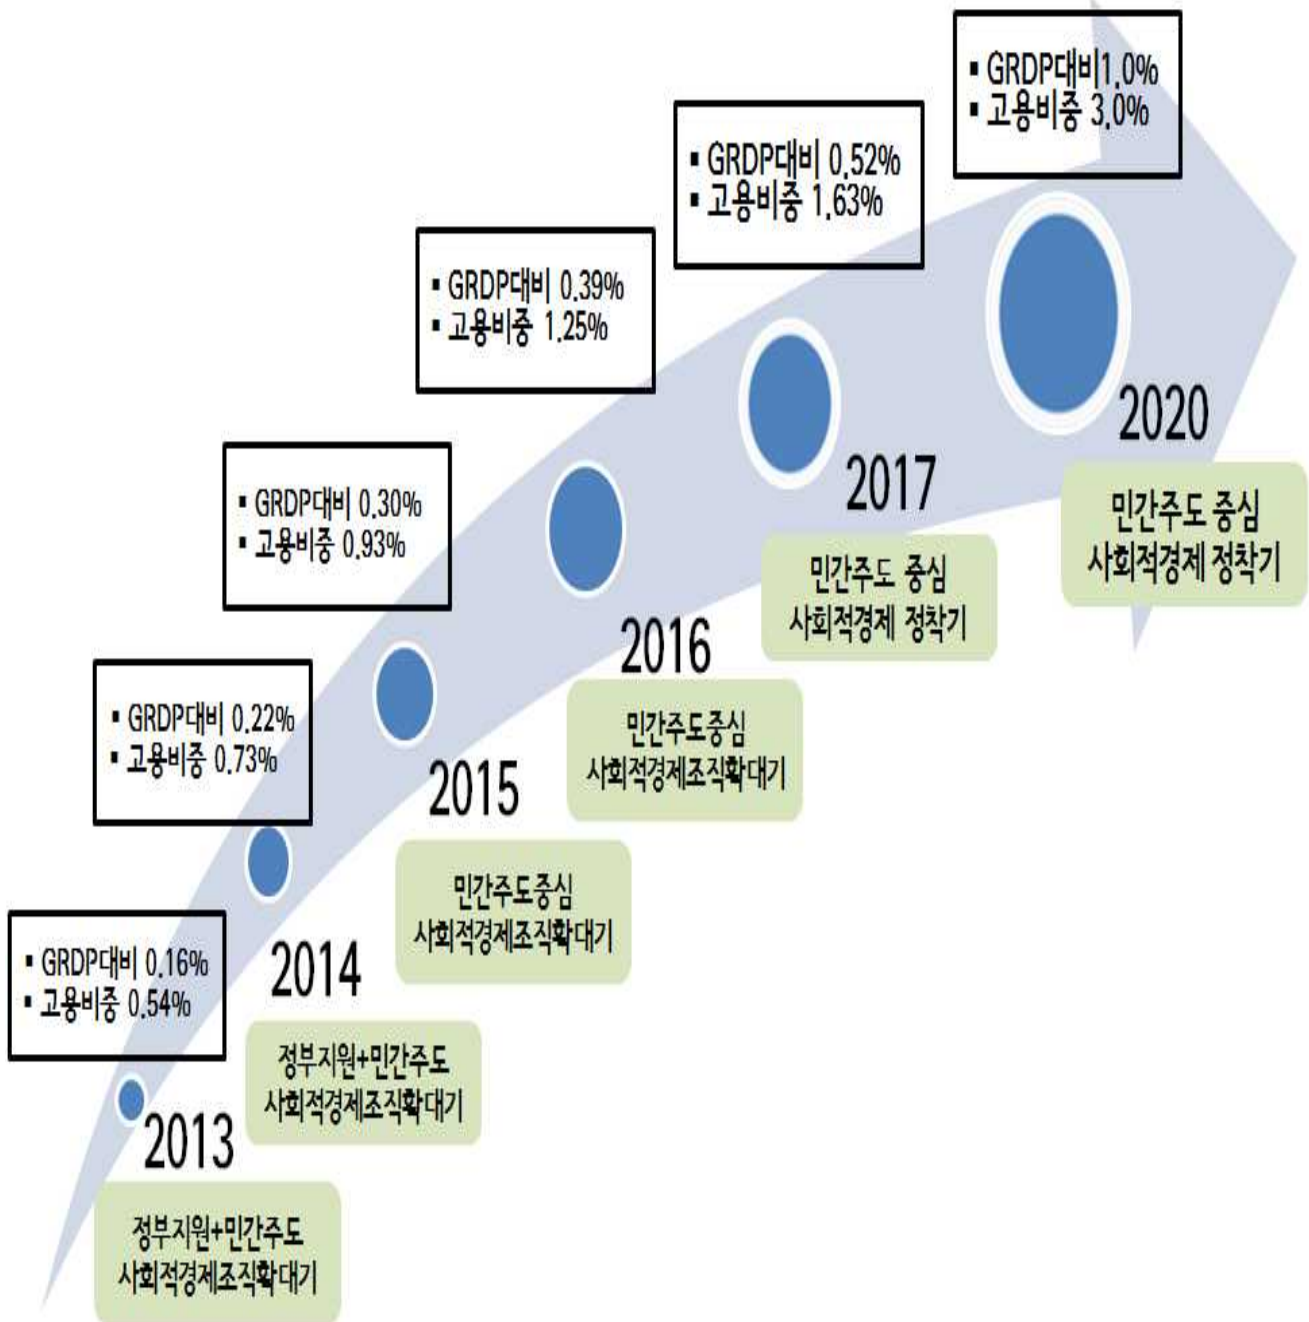 ▪ GRDP대비 0.16%
▪ 고용비중 0.54%
2013
정부지원+민간주도
사회적경제조직확대기
▪ GRDP대비 0.22%
▪ 고용비중 0.73%
2014
정부지원+민간주도
사회적경제조직확대기
▪ GRDP대비 0.30%
▪ 고용비중 0.93%
2015
민간주도중심
사회적경제조직확대기
▪ GRDP대비 0.39%
▪ 고용비중 1.25%
2016
민간주도중심
사회적경제조직확대기
▪ GRDP대비 0.52%
▪ 고용비중 1.63%
2017
민간주도 중심
사회적경제 정착기
▪ GRDP대비1.0%
▪ 고용비중 3.0%
2020
민간주도 중심
사회적경제 정착기